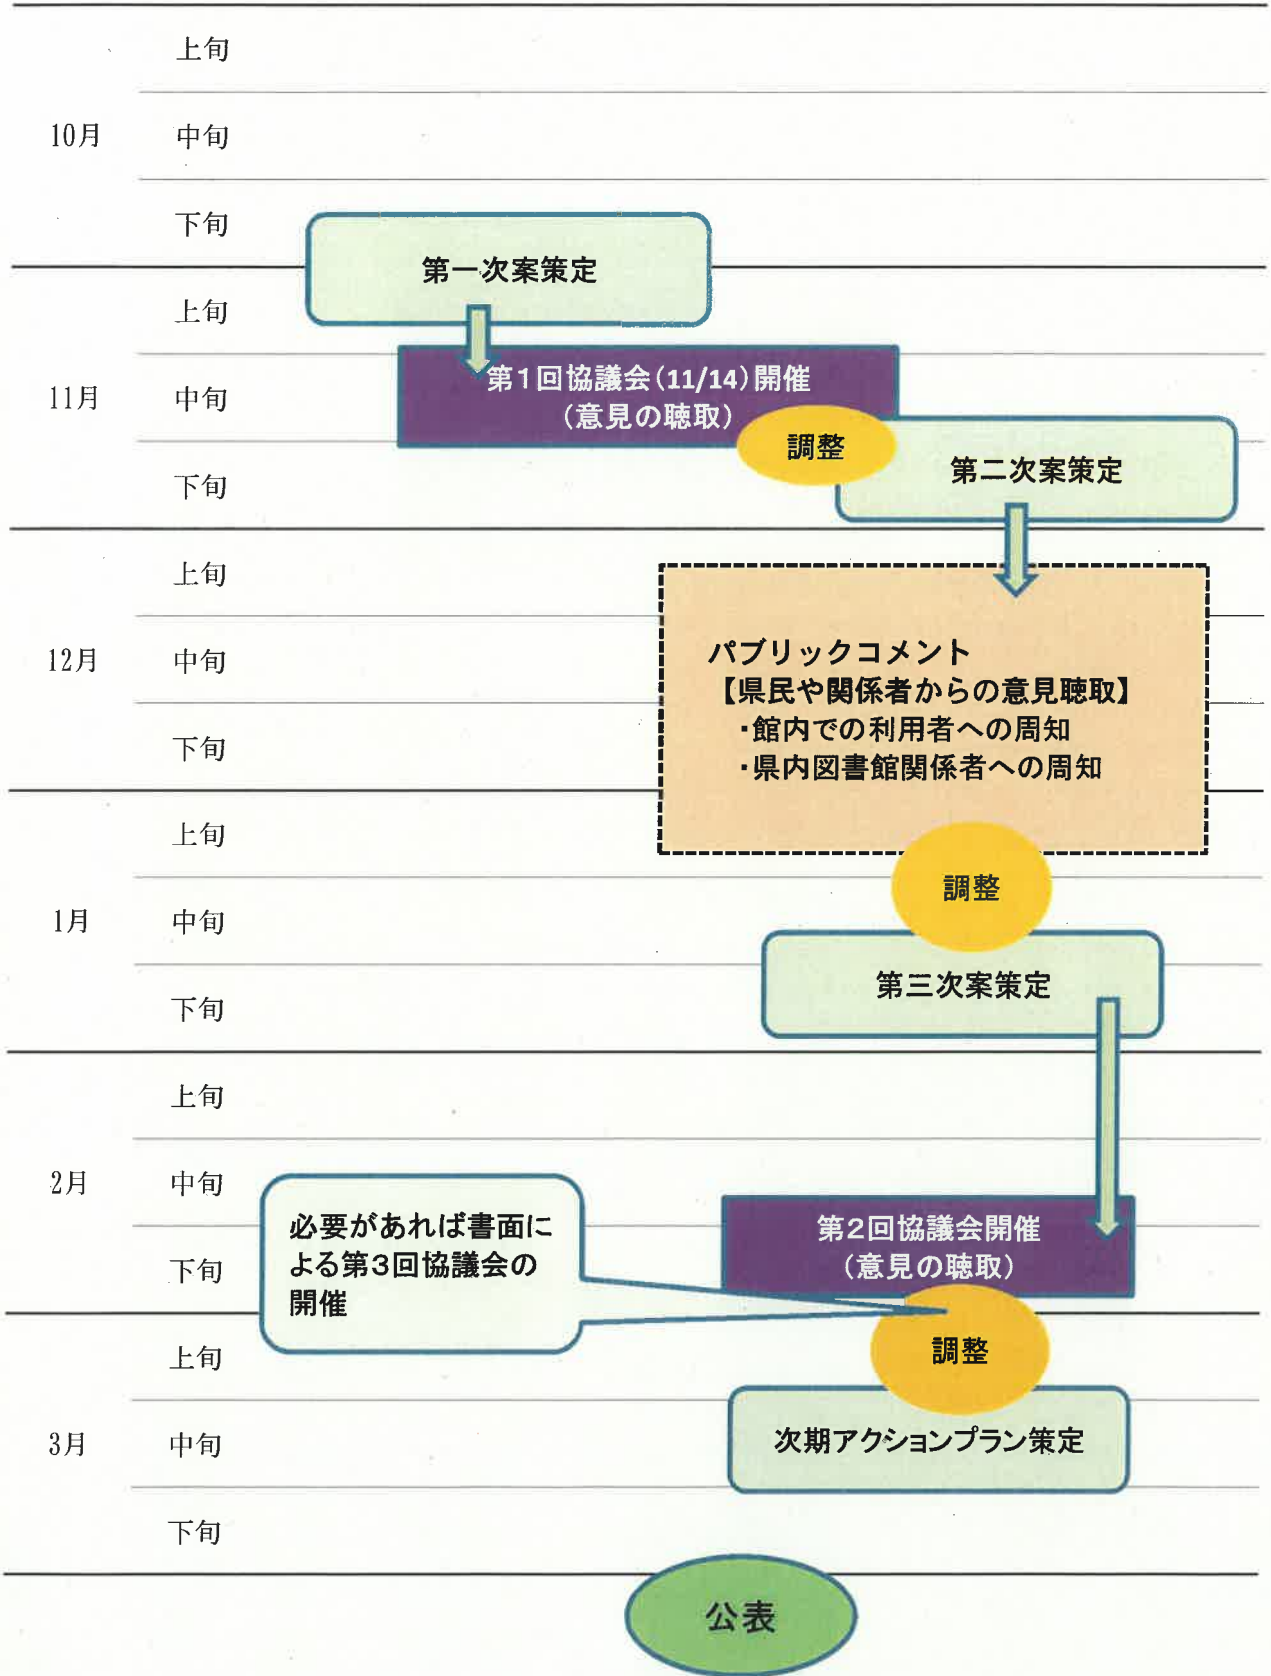 上旬
10月
中旬
下旬
第一次案策定
上旬
第1回協議会(11/14)開催
(意見の聴取)
11月
中旬
調整
第二次案策定
下旬
上旬
パブリックコメント
【県民や関係者からの意見聴取】
・館内での利用者への周知
・県内図書館関係者への周知
12月
中旬
下旬
上旬
調整
1月
中旬
第三次案策定
下旬
上旬
2月
中旬
必要があれば書面に
よる第3回協議会の
開催
第2回協議会開催
(意見の聴取)
下旬
上旬
調整
3月
中旬
次期アクションプラン策定
下旬
公表